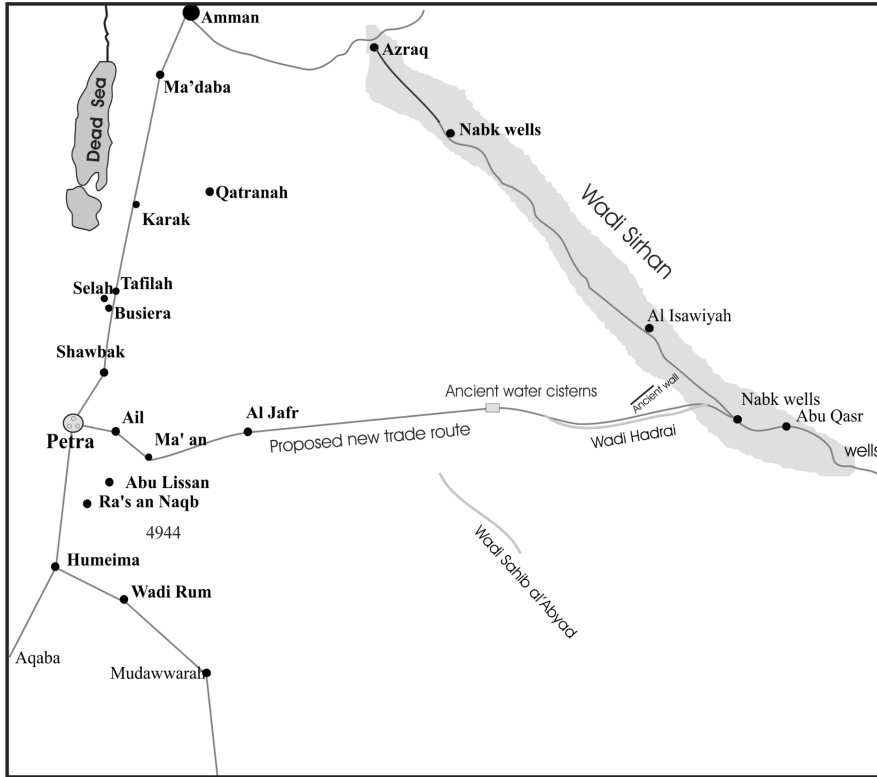 Amman
Azraq
Ma'daba
Dead Sea
Nabk wells
Qatranah
Wadi Sirhan
Karak
Selah
Tafilah
Busiera
Al Isawiyah
Shawbak
Ancient wall
Ancient water cisterns
Nabk wells
Abu Qasr
Ail
Al Jafr
Petra
Ma' an
Proposed new trade route
Wadi Hadrai
wells
Abu Lissan
Ra's an Naqb
4944
Wadi Sahib al'Abyad
Humeima
Wadi Rum
Aqaba
Mudawwarah